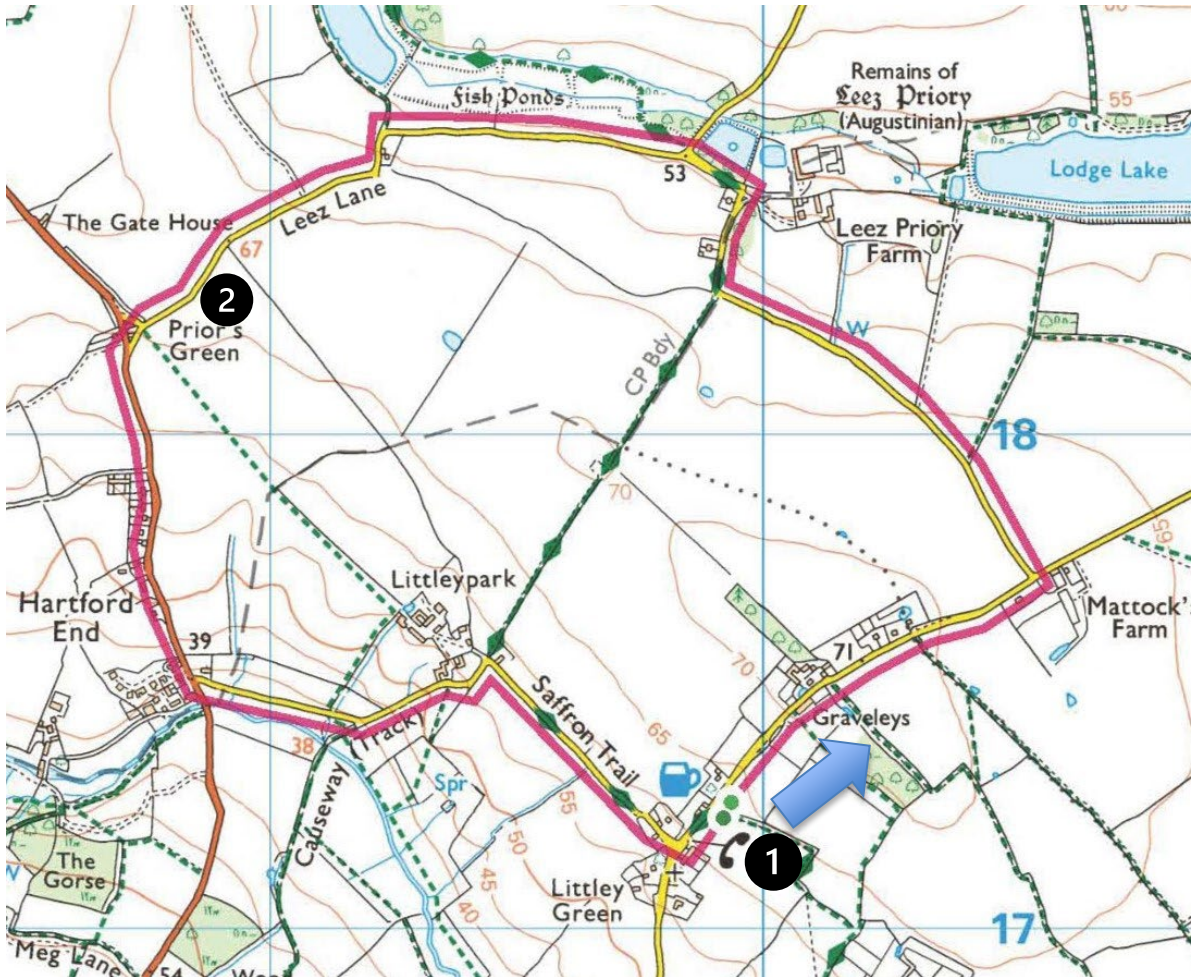 55
Remains of
Leez Priory
(Augustinian)
Fish Ponds
Lodge Lake
53
The Gate House
Leez Lane
67
Leez Priory
Farm
2
Prior's
Green
W
CP Bdy
18
70
65
Littleypark
Hartford
End
39
Mattock's
Farm
71
70
Saffron Trail
65
Graveleys
38
(Track)
Spr
Causeway
55
50
45
40
1
The
Gorse
W
Littley
Green
17
Meg Lane
54